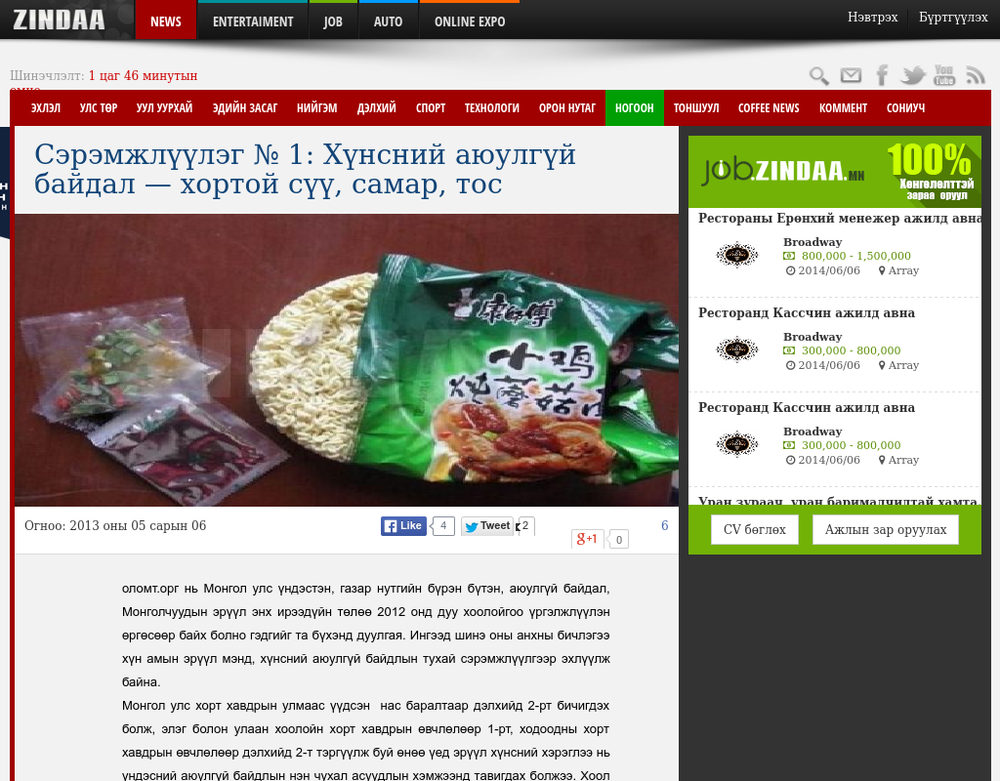 ZINDAA
NEWS
ENTERTAIMENT
JOB
AUTO
ONLINE EXPO
Нэвтрэх
Бүртгүүлэх
Шинэчлэлт: 1 цаг 46 минутын
ЭХЛЭЛ
УЛС ТӨР
УУЛ УУРХАЙ
ЭДИЙН ЗАСАГ
НИЙГЭМ
ДЭЛХИЙ
СПОРТ
ТЕХНОЛОГИ
ОРОН НУТАГ
НОГООН
ТОНШУУЛ
COFFEE NEWS
КОММЕНТ
СОНИУЧ
Сэрэмжлүүлэг № 1: Хүнсний аюулгүй
байдал — хортой сүү, самар, тос
康师傅
小鸡
Огноо: 2013 оны 05 сарын 06
Like 4
Tweet 2
g+1 0
6
оломт.орг нь Монгол улс үндэстэн, газар нутгийн бүрэн бүтэн, аюулгүй байдал,
Монголчуудын эрүүл энх ирээдүйн төлөө 2012 онд дуу хоолойгоо үргэлжлүүлэн
өргөсөөр байх болно гэдгийг та бүхэнд дуулгая. Ингээд шинэ оны анхны бичлэгээ
хүн амын эрүүл мэнд, хүнсний аюулгүй байдлын тухай сэрэмжлүүлгээр эхлүүлж
байна.
Монгол улс хорт хавдрын улмаас үүдсэн нас баралтаар дэлхийд 2-рт бичигдэх
болж, элэг болон улаан хоолойн хорт хавдрын өвчлөлөөр 1-рт, ходоодны хорт
хавдрын өвчлөлөөр дэлхийд 2-т тэргүүлж буй өнөө үед эрүүл хүнсний хэрэглээ нь
үндэсний аюулгүй байдлын нэн чухал асуудлын хэмжээнд тавигдах болжээ. Хоол
job.ZINDAA.MN
100%
Хөнгөлөлттэй
зараа оруул
Рестораны Ерөнхий менежер ажилд авна
Broadway
800,000 - 1,500,000
2014/06/06 Array
Ресторанд Кассчин ажилд авна
Broadway
300,000 - 800,000
2014/06/06 Array
Ресторанд Кассчин ажилд авна
Broadway
300,000 - 800,000
2014/06/06 Array
Уран зураач, уран барималчидтай хамта
CV бөглөх
Ажлын зар оруулах